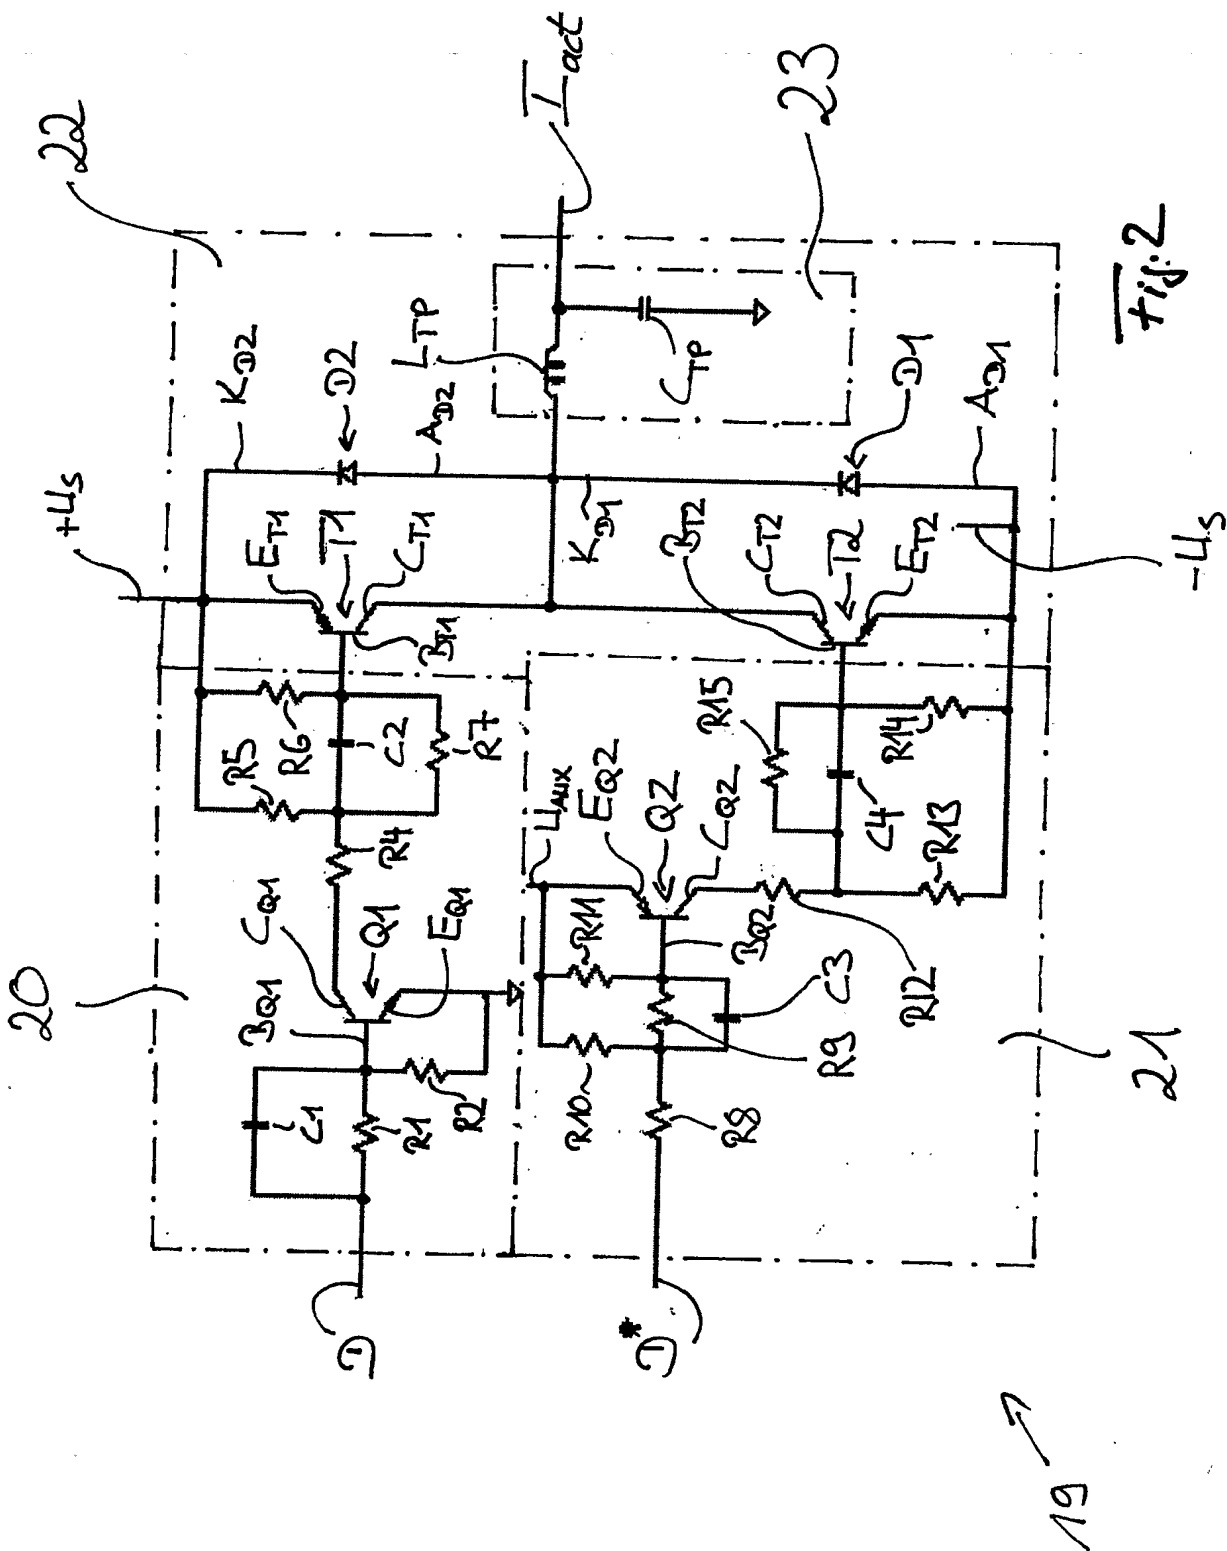 22
+U_S
K_D2
D2
A_D2
L_TP
I_act
23
C_TP
E_T1
T1
C_T1
B_T1
K_D1
B_T2
C_T2
T2
E_T2
D1
A_D1
-U_S
20
R5
R6
C2
R7
R4
C_Q1
Q1
E_Q1
B_Q1
C1
R1
R2
D
U_AUX
E_Q2
Q2
C_Q2
B_Q2
R11
R10
R9
C3
R8
R12
R15
C4
R14
R13
D*
21
19
Fig: 2